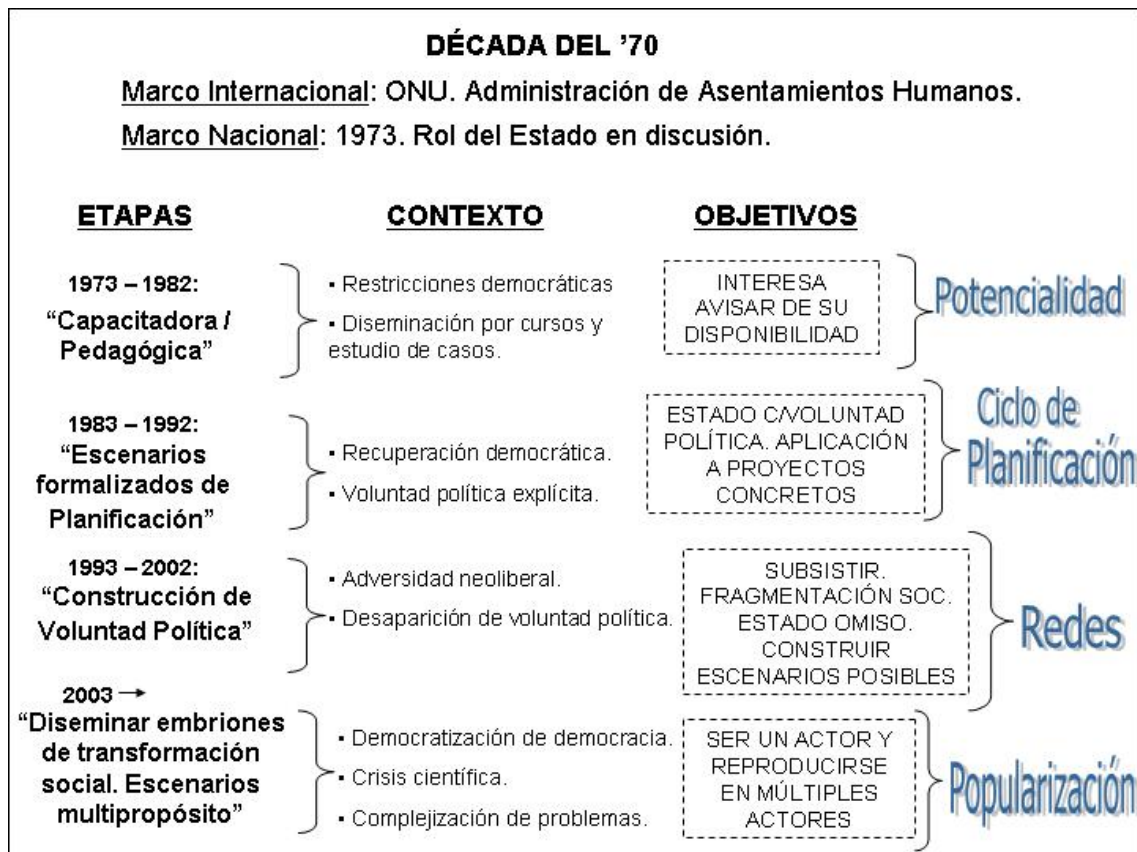 DÉCADA DEL ’70
Marco Internacional: ONU. Administración de Asentamientos Humanos.
Marco Nacional: 1973. Rol del Estado en discusión.
ETAPAS
CONTEXTO
OBJETIVOS
1973 – 1982:
“Capacitadora /
Pedagógica”
▪ Restricciones democráticas
▪ Diseminación por cursos y
estudio de casos.
INTERESA
AVISAR DE SU
DISPONIBILIDAD
Potencialidad
1983 – 1992:
“Escenarios
formalizados de
Planificación”
▪ Recuperación democrática.
▪ Voluntad política explícita.
ESTADO C/VOLUNTAD
POLÍTICA. APLICACIÓN
A PROYECTOS
CONCRETOS
Ciclo de
Planificación
1993 – 2002:
“Construcción de
Voluntad Política”
▪ Adversidad neoliberal.
▪ Desaparición de voluntad política.
SUBSISTIR.
FRAGMENTACIÓN SOC.
ESTADO OMISO.
CONSTRUIR
ESCENARIOS POSIBLES
Redes
2003 →
“Diseminar embriones
de transformación
social. Escenarios
multipropósito”
▪ Democratización de democracia.
▪ Crisis científica.
▪ Complejización de problemas.
SER UN ACTOR Y
REPRODUCIRSE
EN MÚLTIPLES
ACTORES
Popularización